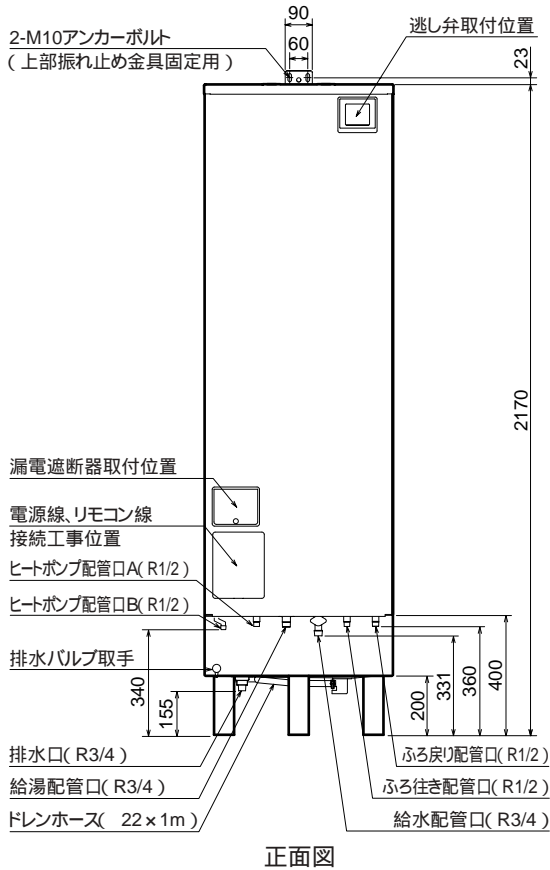 90
60
2-M10アンカーボルト
(上部振れ止め金具固定用)
逃し弁取付位置
23
2170
漏電遮断器取付位置
電源線、リモコン線
接続工事位置
ヒートポンプ配管口A(R1/2)
ヒートポンプ配管口B(R1/2)
排水バルブ取手
340
155
200
331
360
400
排水口(R3/4)
給湯配管口(R3/4)
ドレンホース( 22×1m)
ふろ戻り配管口(R1/2)
ふろ往き配管口(R1/2)
給水配管口(R3/4)
正面図